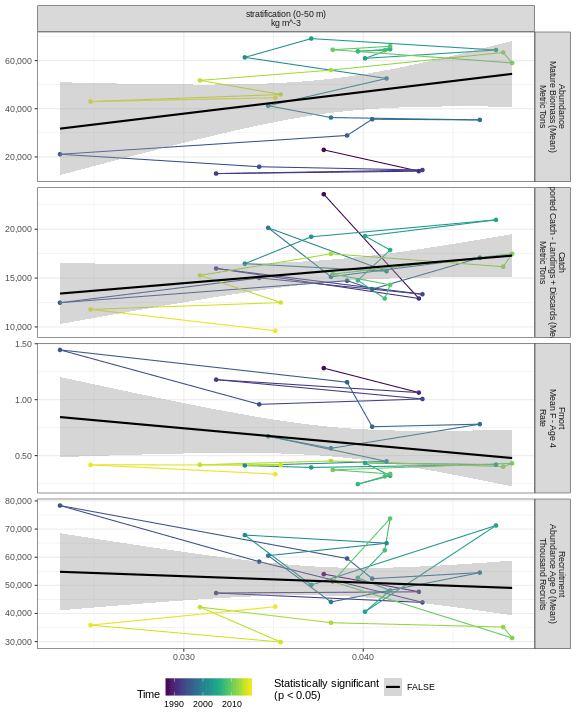 stratification (0-50 m)
kg m^-3
60,000
40,000
20,000
Abundance
Mature Biomass (Mean)
Metric Tons
20,000
15,000
10,000
Catch
ported Catch - Landings + Discards (Me
Metric Tons
1.50
1.00
0.50
Fmort
Mean F - Age 4
Rate
80,000
70,000
60,000
50,000
40,000
30,000
Recruitment
Abundance Age 0 (Mean)
Thousand Recruits
0.030
0.040
Time
1990 2000 2010
Statistically significant
(p < 0.05)
FALSE